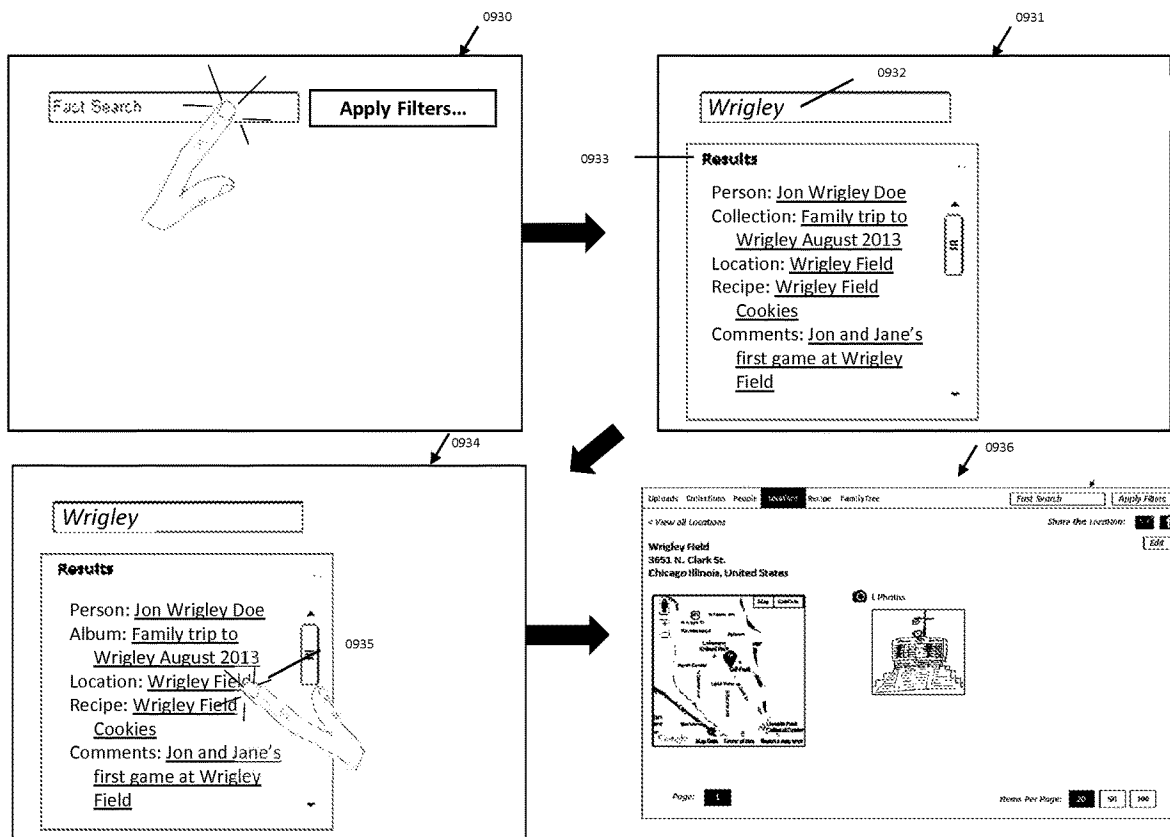 0930
Fast Search
Apply Filters...
0931
0932
Wrigley
0933
Results
Person: Jon Wrigley Doe
Collection: Family trip to
Wrigley August 2013
Location: Wrigley Field
Recipe: Wrigley Field
Cookies
Comments: Jon and Jane's
first game at Wrigley
Field
0934
Wrigley
Results
Person: Jon Wrigley Doe
Album: Family trip to
Wrigley August 2013
0935
Location: Wrigley Field
Recipe: Wrigley Field
Cookies
Comments: Jon and Jane's
first game at Wrigley
Field
0936
Uploads Collections People Locations Recipe Family Tree
Fast Search
Apply Filters
< View all Locations
Share this Location:
Edit
Wrigley Field
3651 N. Clark St.
Chicago Illinois, United States
1 Photos
Google
Page: 1
Items Per Page: 20 50 100